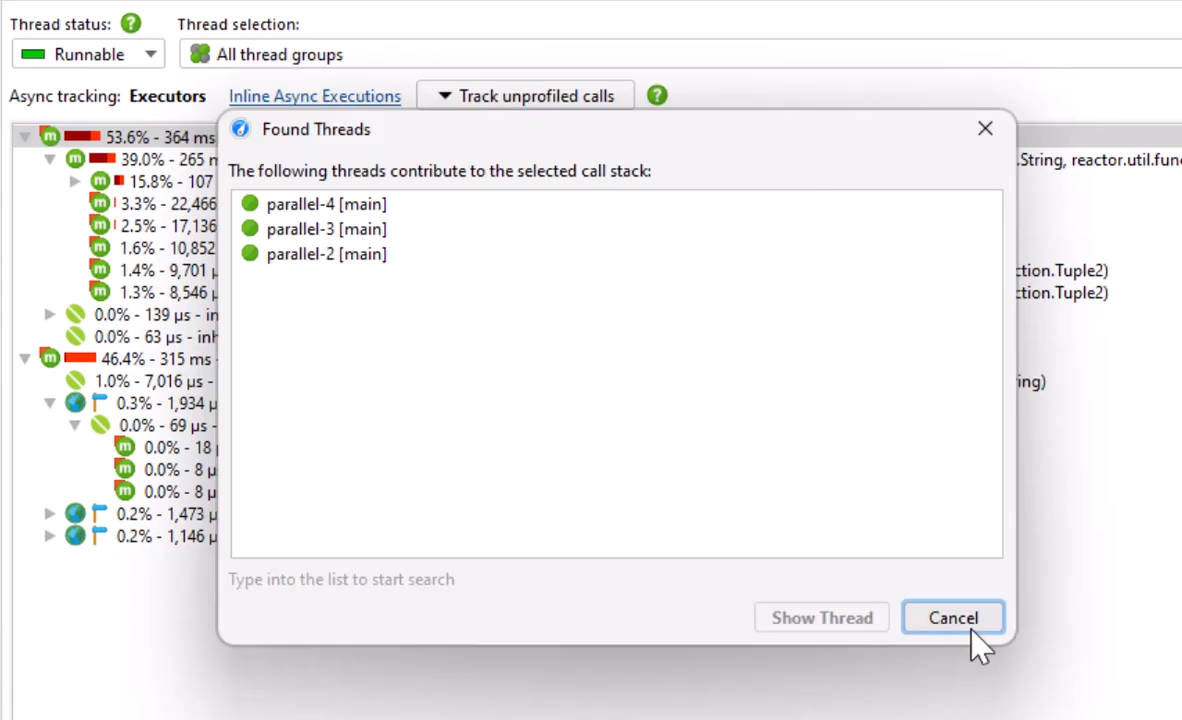 Thread status: ? Thread selection:
Runnable All thread groups
Async tracking: Executors Inline Async Executions Track unprofiled calls ?
Found Threads
The following threads contribute to the selected call stack:
parallel-4 [main]
parallel-3 [main]
parallel-2 [main]
Type into the list to start search
Show Thread Cancel
m 53.6% - 364 ms
m 39.0% - 265 .String, reactor.util
m 15.8% - 107
m 3.3% - 22,466
m 2.5% - 17,136
m 1.6% - 10,852
m 1.4% - 9,701 ction.Tuple2)
m 1.3% - 8,546 ction.Tuple2)
0.0% - 139 µs -
0.0% - 63 µs - inh
m 46.4% - 315 ms -
1.0% - 7,016 µs - ing)
0.3% - 1,934
0.0% - 69 µs -
m 0.0% - 18
m 0.0% - 8 µ
m 0.0% - 8 µ
0.2% - 1,473 µ
0.2% - 1,146 µ